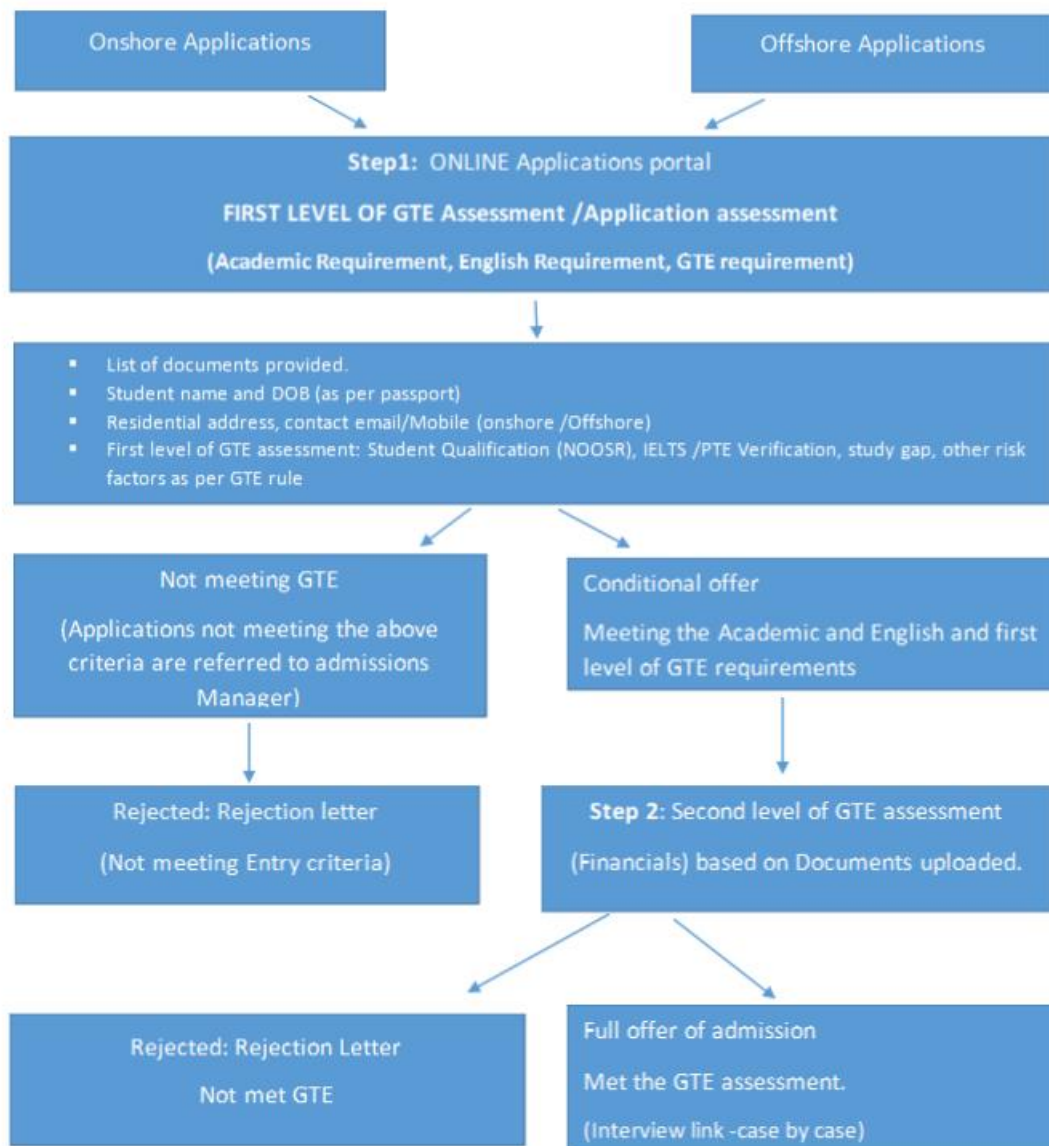 Onshore Applications
Offshore Applications
Step1: ONLINE Applications portal
FIRST LEVEL OF GTE Assessment /Application assessment
(Academic Requirement, English Requirement, GTE requirement)
▪ List of documents provided.
▪ Student name and DOB (as per passport)
▪ Residential address, contact email/Mobile (onshore /Offshore)
▪ First level of GTE assessment: Student Qualification (NOOSR), IELTS /PTE Verification, study gap, other risk
factors as per GTE rule
Not meeting GTE
(Applications not meeting the above
criteria are referred to admissions
Manager)
Conditional offer
Meeting the Academic and English and first
level of GTE requirements
Rejected: Rejection letter
(Not meeting Entry criteria)
Step 2: Second level of GTE assessment
(Financials) based on Documents uploaded.
Rejected: Rejection Letter
Not met GTE
Full offer of admission
Met the GTE assessment.
(Interview link -case by case)